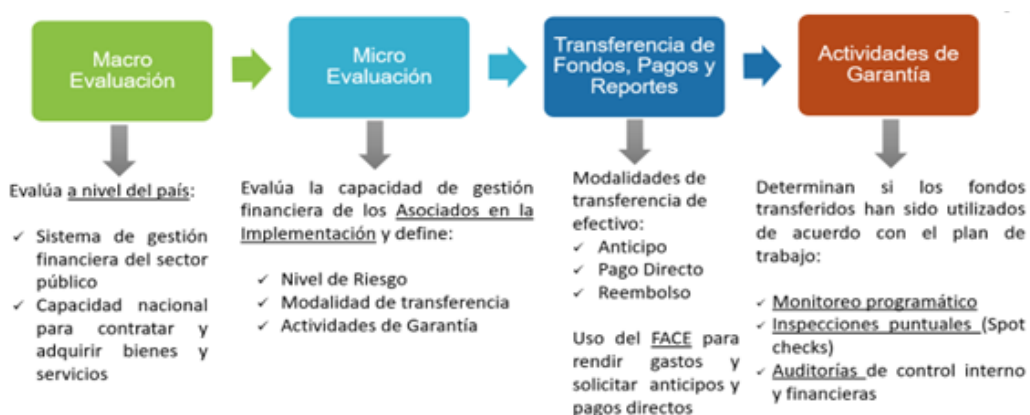 Macro
Evaluación
Micro
Evaluación
Transferencia de
Fondos, Pagos y
Reportes
Actividades de
Garantía
Evalúa a nivel del país:
✓ Sistema de gestión
financiera del sector
público
✓ Capacidad nacional
para contratar y
adquirir bienes y
servicios
Evalúa la capacidad de gestión
financiera de los Asociados en la
Implementación y define:
✓ Nivel de Riesgo
✓ Modalidad de transferencia
✓ Actividades de Garantía
Modalidades de
transferencia de
efectivo:
✓ Anticipo
✓ Pago Directo
✓ Reembolso
Uso del FACE para
rendir gastos y
solicitar anticipos y
pagos directos
Determinan si los fondos
transferidos han sido utilizados
de acuerdo con el plan de
trabajo:
✓ Monitoreo programático
✓ Inspecciones puntuales (Spot
checks)
✓ Auditorías de control interno
y financieras